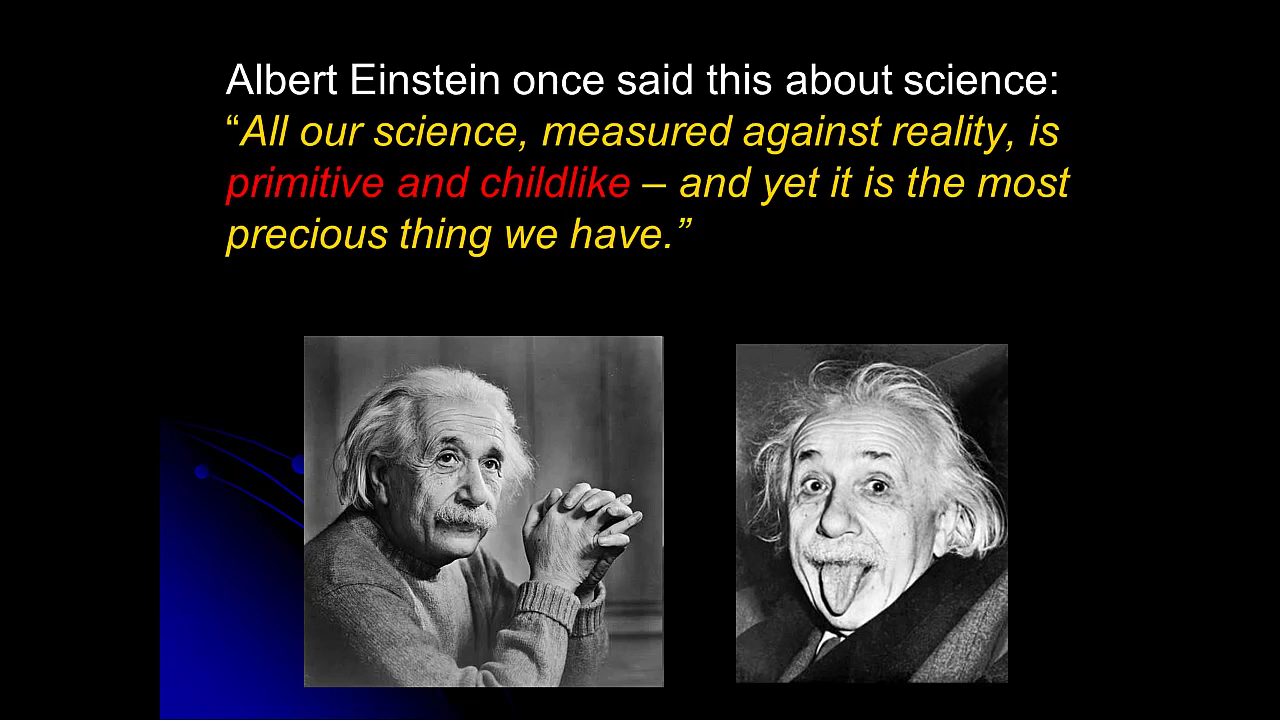 Albert Einstein once said this about science:
“All our science, measured against reality, is
primitive and childlike – and yet it is the most
precious thing we have.”